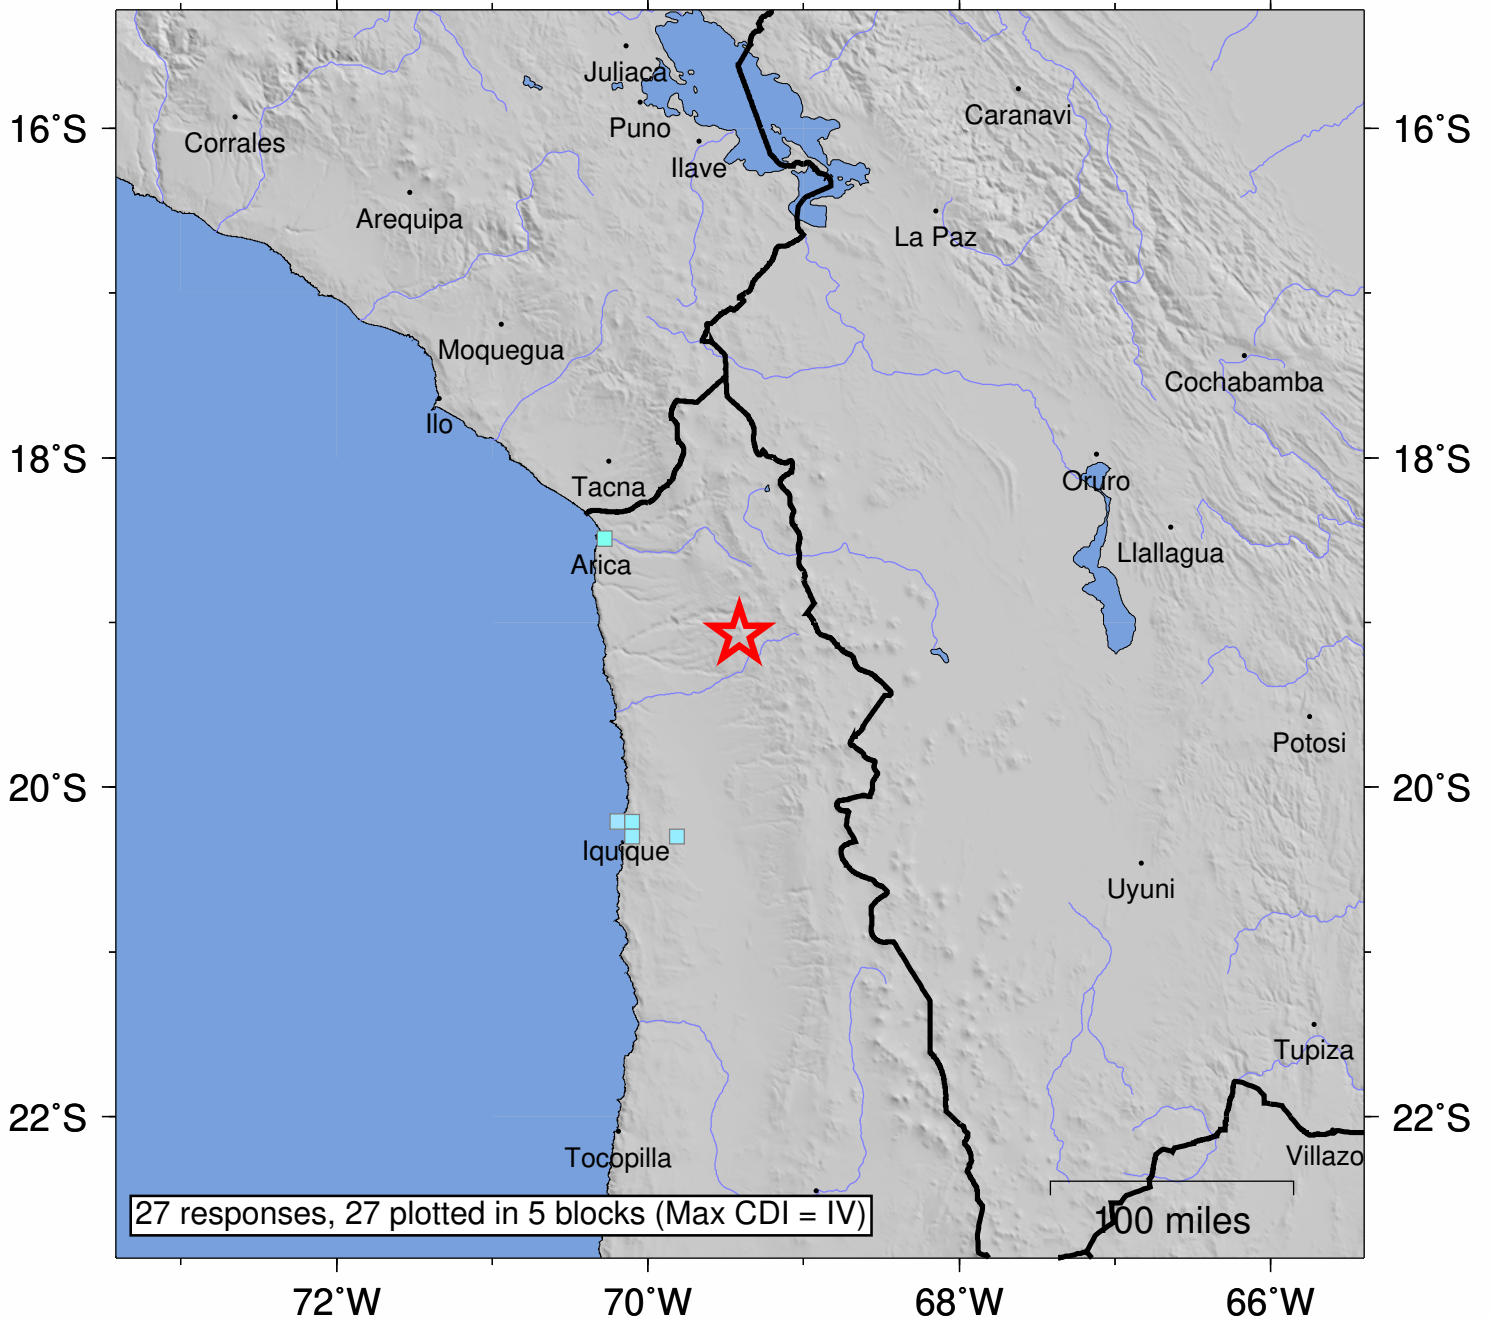 Juliaca
Caranavi
16°S
16°S
Puno
Corrales
Ilave
Arequipa
La Paz
Moquegua
Cochabamba
Ilo
18°S
18°S
Oruro
Tacna
Llallagua
Arica
Potosi
20°S
20°S
Iquique
Uyuni
Tupiza
22°S
22°S
Tocopilla
Villazo
27 responses, 27 plotted in 5 blocks (Max CDI = IV)
100 miles
72°W
70°W
68°W
66°W